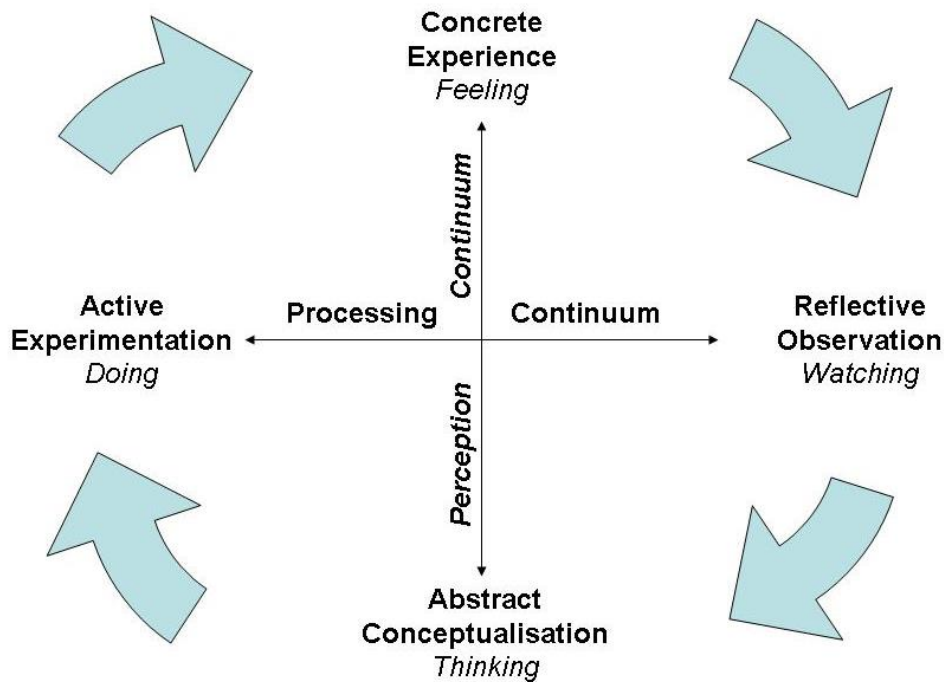 Concrete
Experience
Feeling
Continuum
Active
Experimentation
Doing
Processing Continuum
Reflective
Observation
Watching
Perception
Abstract
Conceptualisation
Thinking